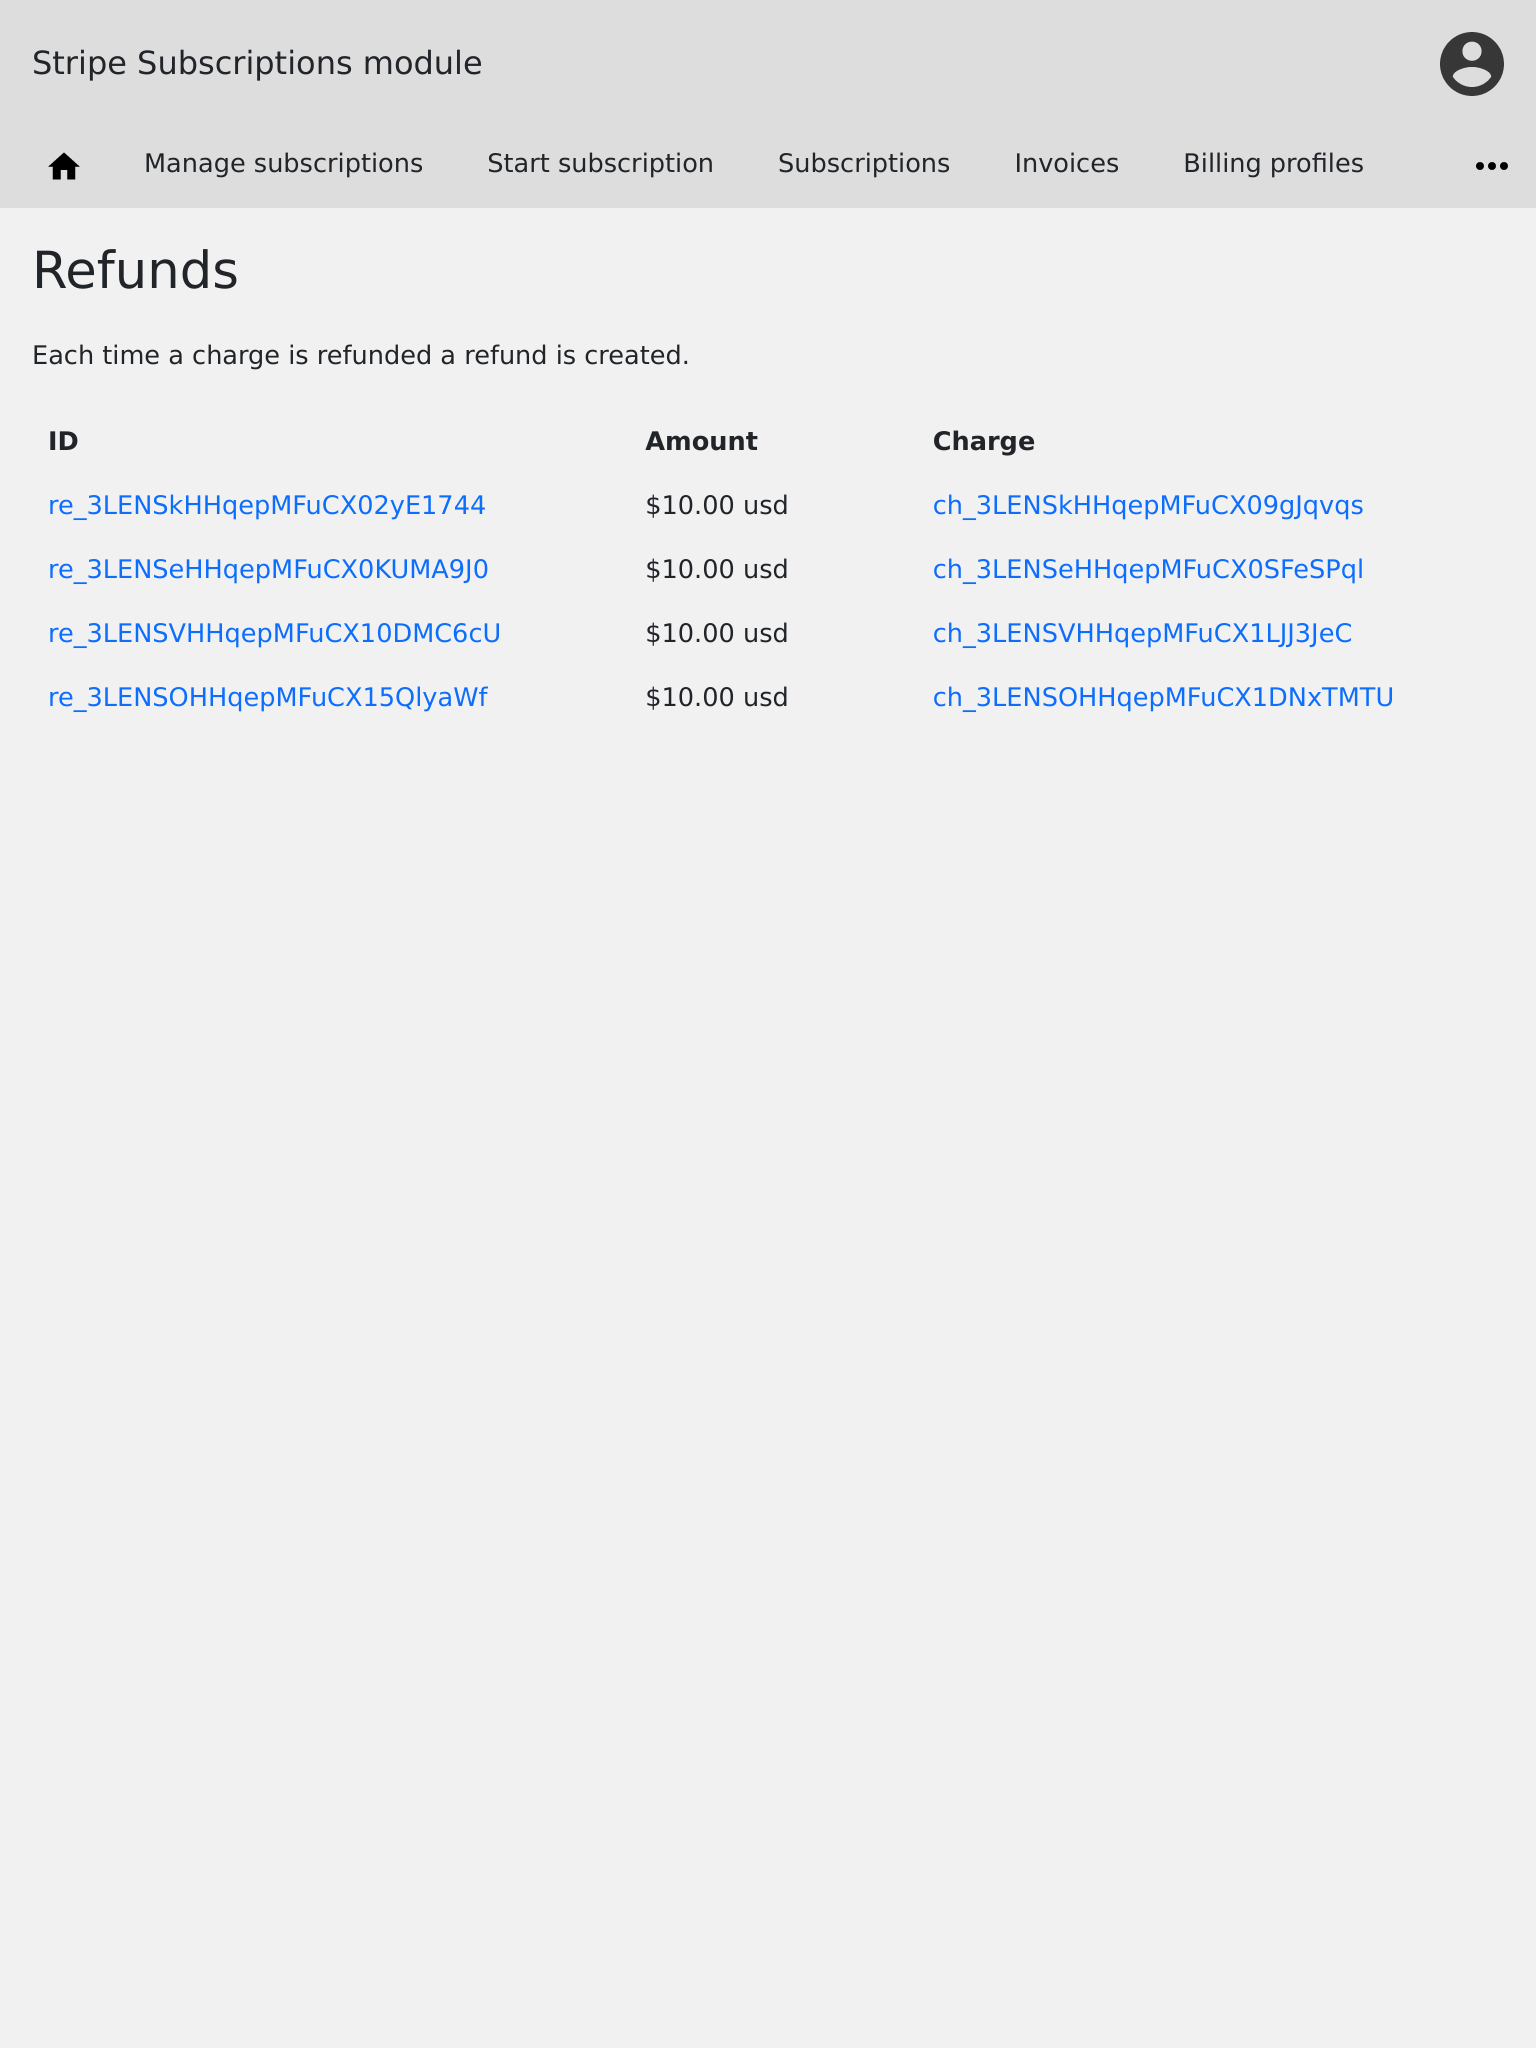 Stripe Subscriptions module
Manage subscriptions Start subscription Subscriptions Invoices Billing profiles
Refunds
Each time a charge is refunded a refund is created.
ID Amount Charge
re_3LENSkHHqepMFuCX02yE1744 $10.00 usd ch_3LENSkHHqepMFuCX09gJqvqs
re_3LENSeHHqepMFuCX0KUMA9J0 $10.00 usd ch_3LENSeHHqepMFuCX0SFeSPql
re_3LENSVHHqepMFuCX10DMC6cU $10.00 usd ch_3LENSVHHqepMFuCX1LJJ3JeC
re_3LENSOHHqepMFuCX15QlyaWf $10.00 usd ch_3LENSOHHqepMFuCX1DNxTMTU